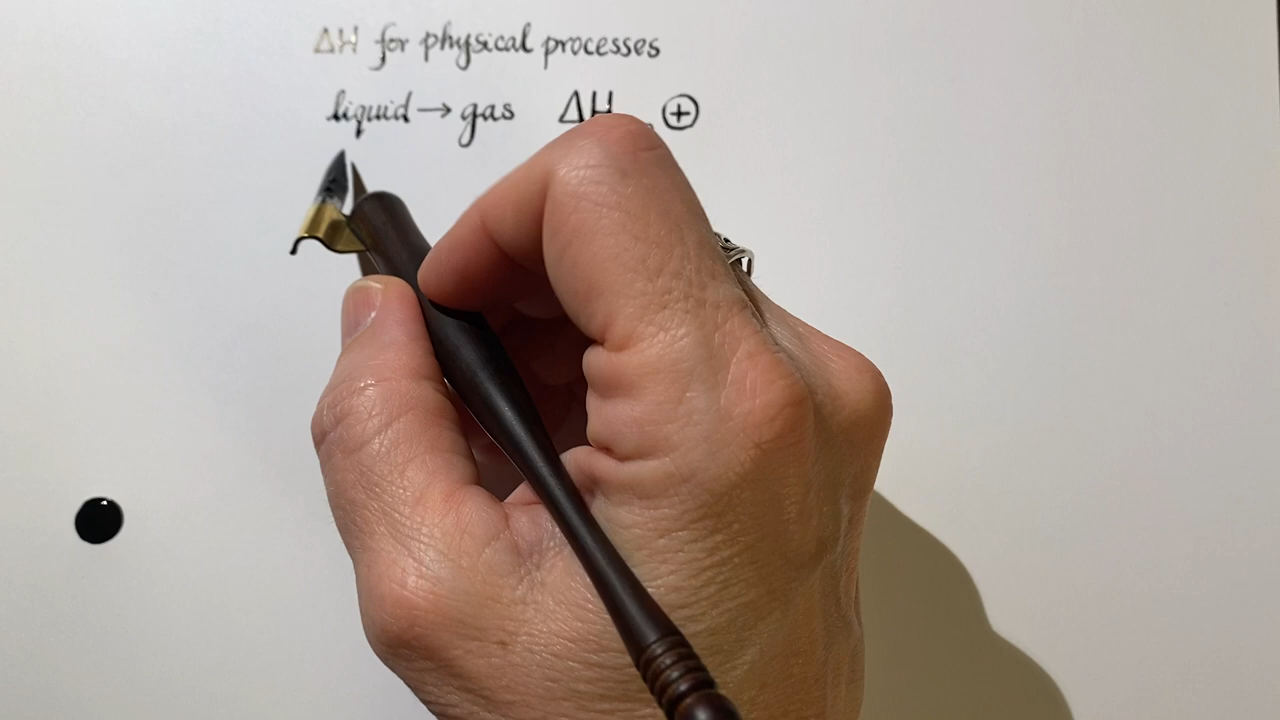 ΔH for physical processes
liquid → gas ΔH ⊕